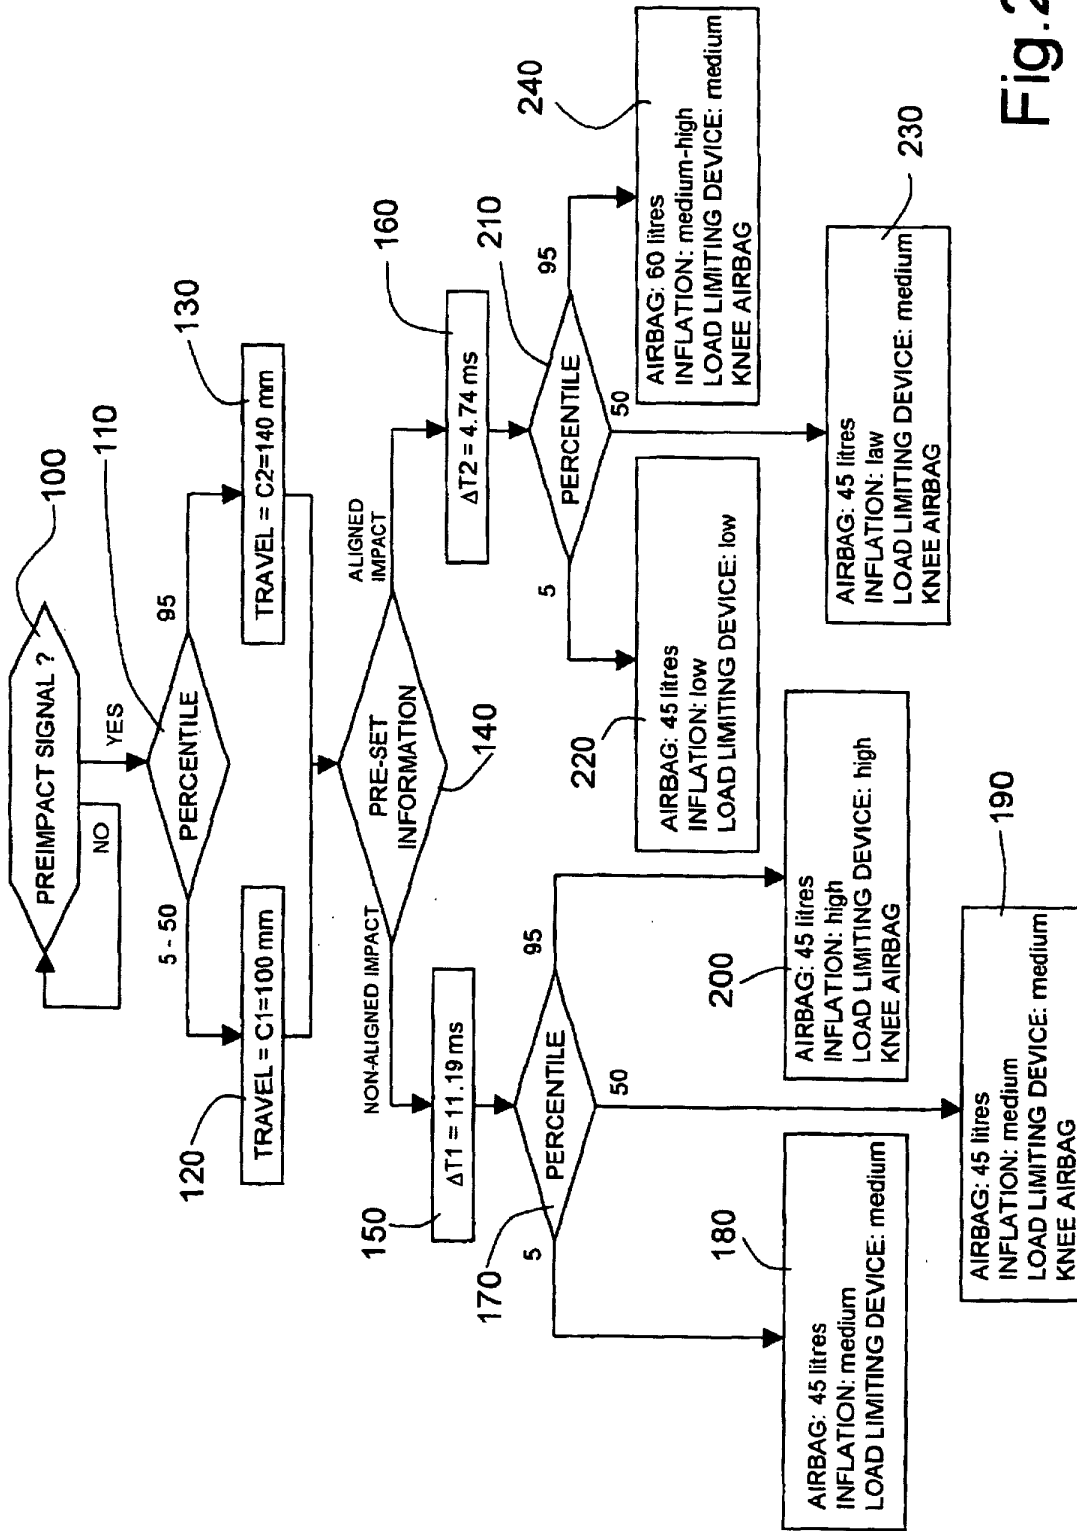 100
PREIMPACT SIGNAL ?
NO
YES
110
5 - 50
PERCENTILE
95
120
TRAVEL = C1=100 mm
130
TRAVEL = C2=140 mm
NON-ALIGNED IMPACT
PRE-SET
INFORMATION
140
ALIGNED
IMPACT
150
ΔT1 = 11.19 ms
160
ΔT2 = 4.74 ms
170
5
PERCENTILE
95
50
210
5
PERCENTILE
95
50
180
AIRBAG: 45 litres
INFLATION: medium
LOAD LIMITING DEVICE: medium
200
AIRBAG: 45 litres
INFLATION: high
LOAD LIMITING DEVICE: high
KNEE AIRBAG
190
AIRBAG: 45 litres
INFLATION: medium
LOAD LIMITING DEVICE: medium
KNEE AIRBAG
220
AIRBAG: 45 litres
INFLATION: low
LOAD LIMITING DEVICE: low
240
AIRBAG: 60 litres
INFLATION: medium-high
LOAD LIMITING DEVICE: medium
KNEE AIRBAG
230
AIRBAG: 45 litres
INFLATION: law
LOAD LIMITING DEVICE: medium
KNEE AIRBAG
Fig.2